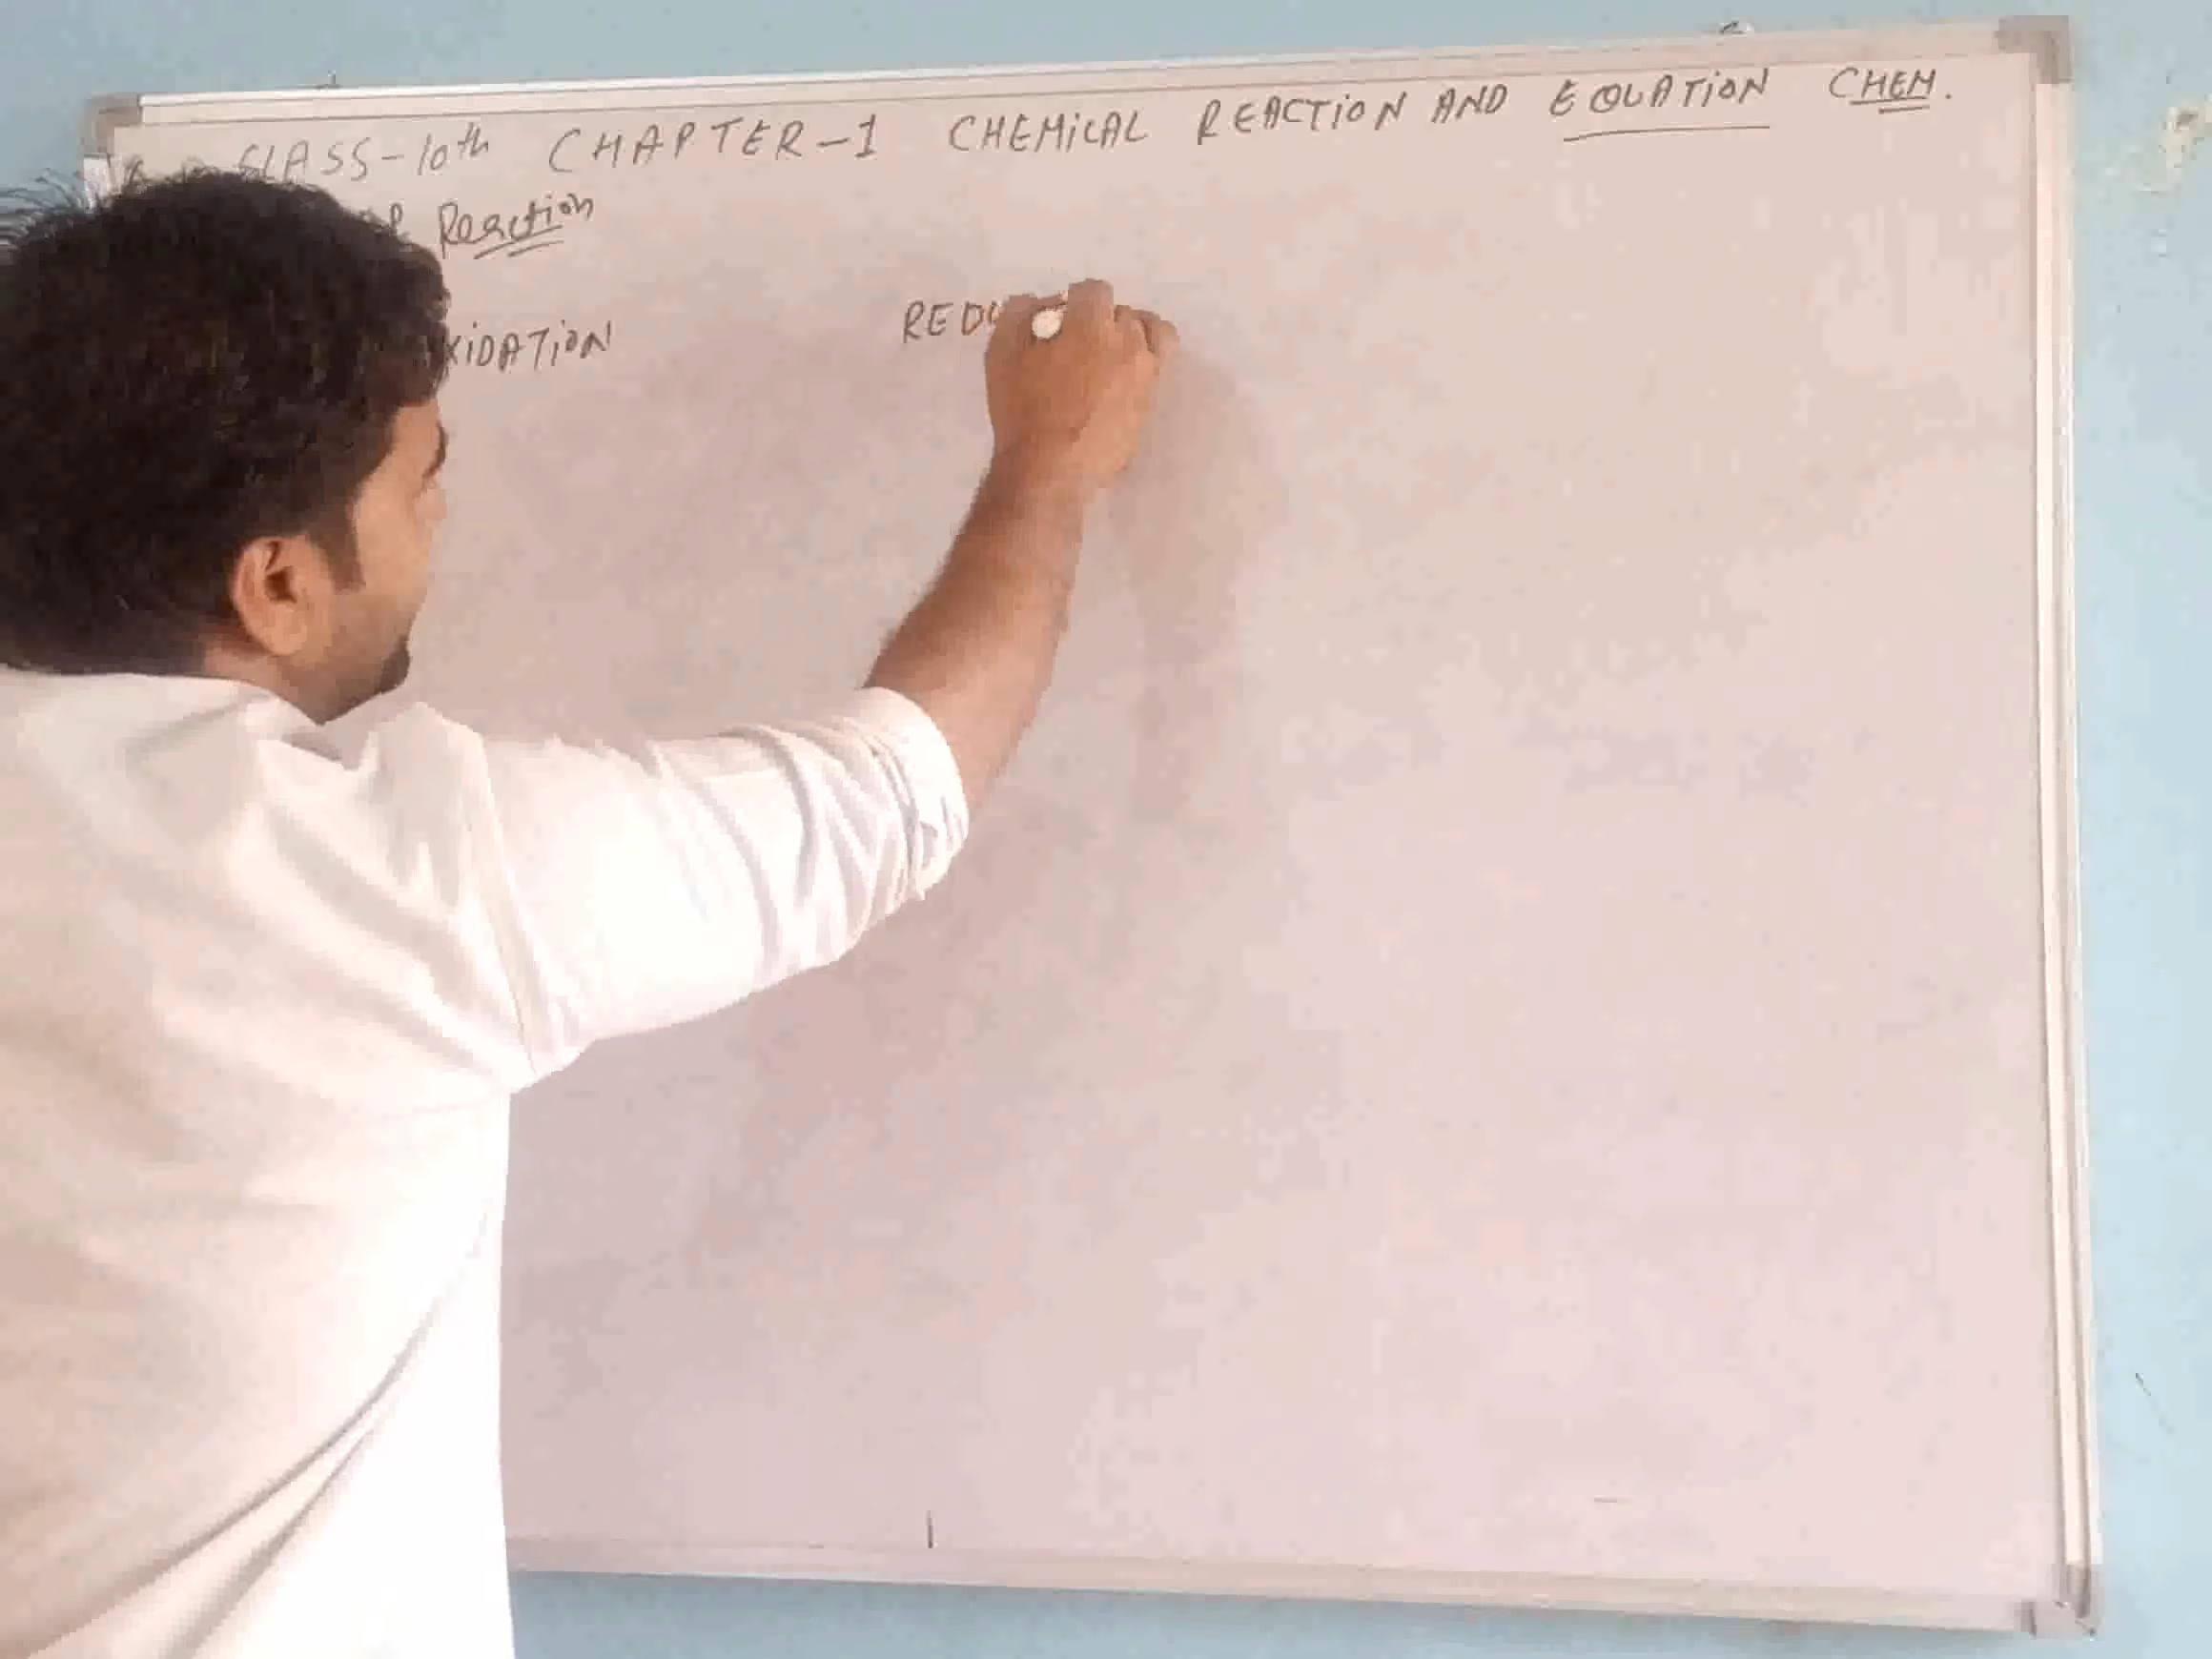 CLASS-10th CHAPTER-1 CHEMiCAL REACTiON AND EQUATiON CHEM.
Reaction
XiDATiON REDU